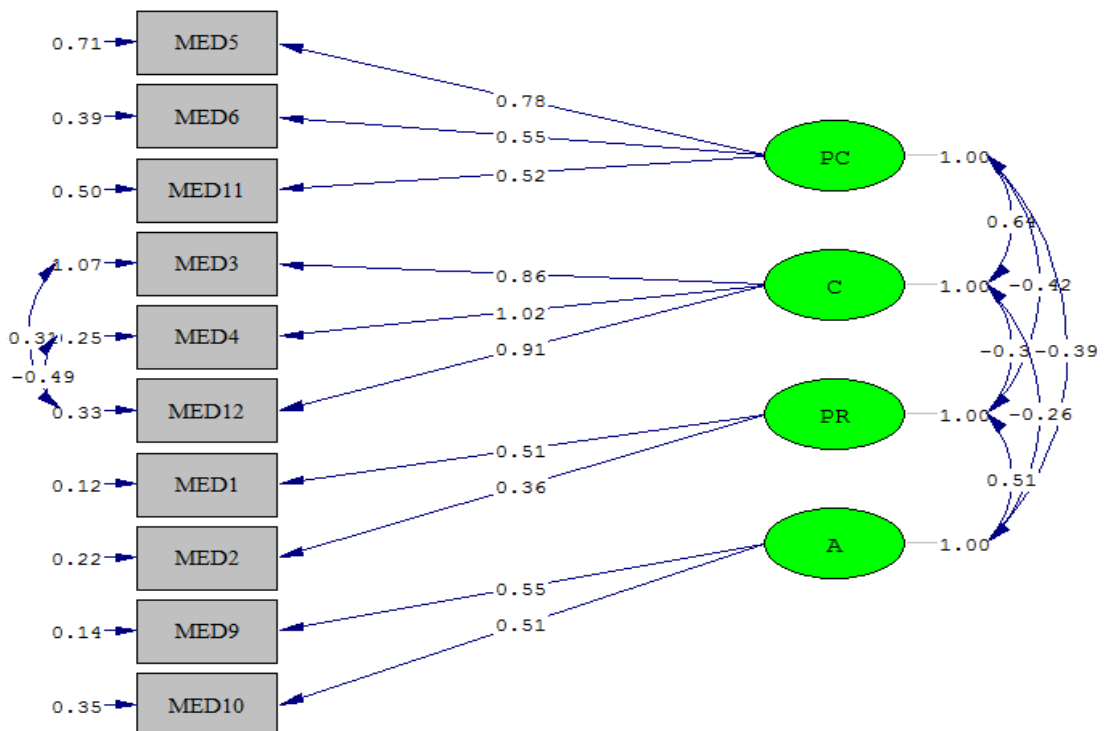 0.71 MED5
0.78
0.39 MED6
0.55
PC 1.00
0.50 MED11
0.52
0.64
1.07 MED3
0.86
C 1.00
-0.42
0.31 MED4
1.02
0.91
-0.39
-0.49
0.33 MED12
PR 1.00
-0.26
0.51
0.12 MED1
0.36
0.51
0.22 MED2
A 1.00
0.55
0.14 MED9
0.51
0.35 MED10